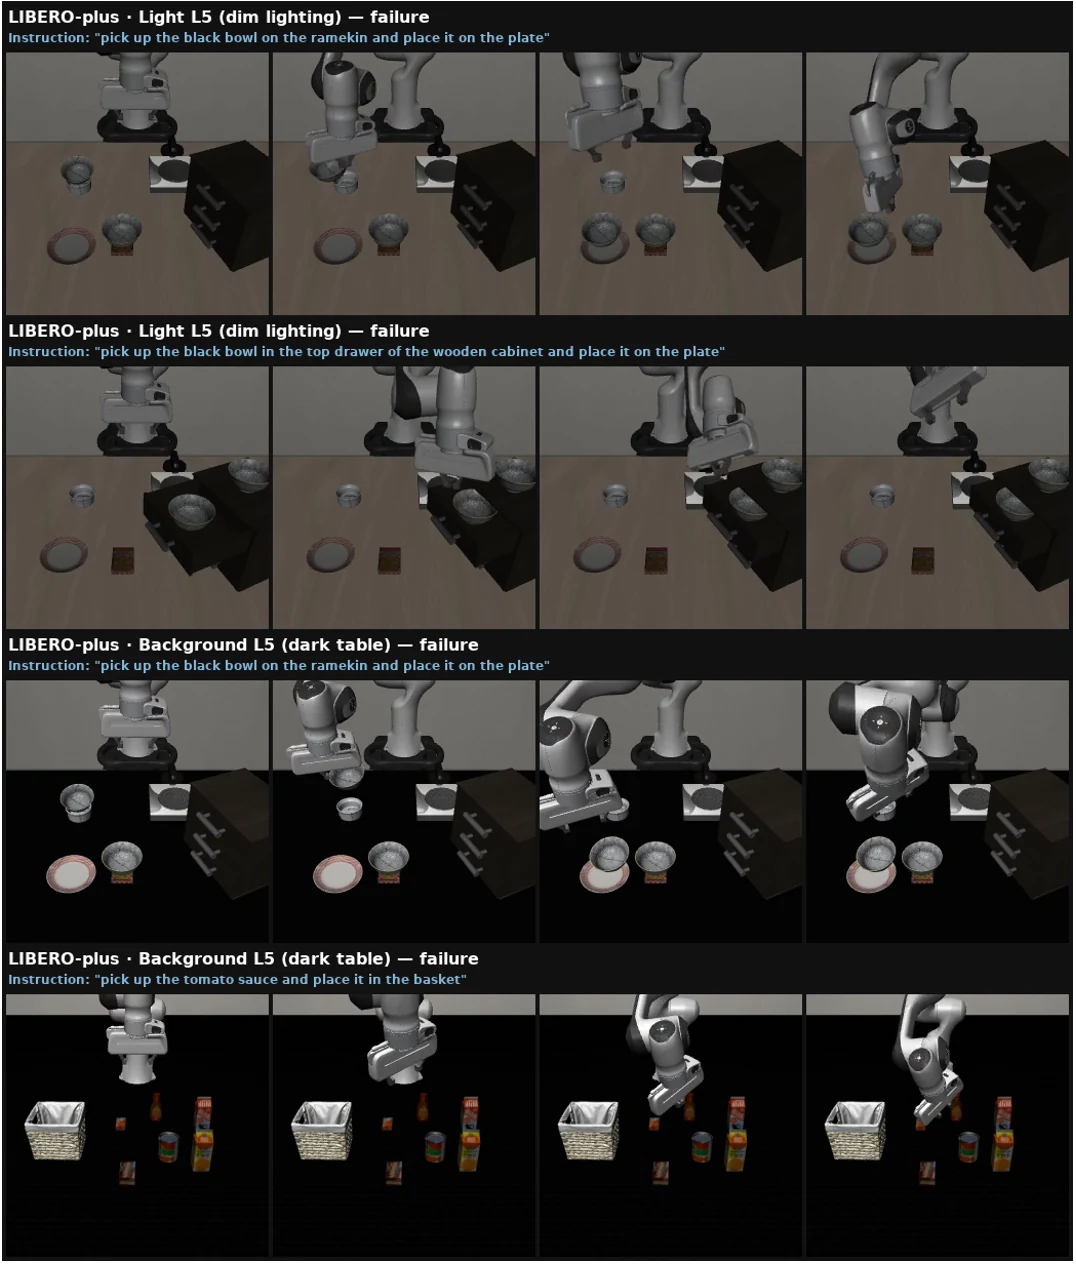 LIBERO-plus · Light L5 (dim lighting) — failure
Instruction: "pick up the black bowl on the ramekin and place it on the plate"
LIBERO-plus · Light L5 (dim lighting) — failure
Instruction: "pick up the black bowl in the top drawer of the wooden cabinet and place it on the plate"
LIBERO-plus · Background L5 (dark table) — failure
Instruction: "pick up the black bowl on the ramekin and place it on the plate"
LIBERO-plus · Background L5 (dark table) — failure
Instruction: "pick up the tomato sauce and place it in the basket"